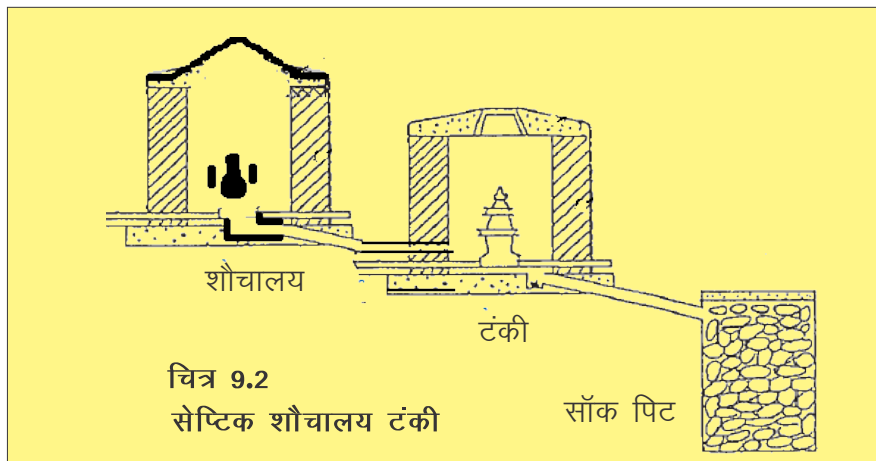 शौचालय
टंकी
सॉक पिट
चित्र 9.2
सेप्टिक शौचालय टंकी